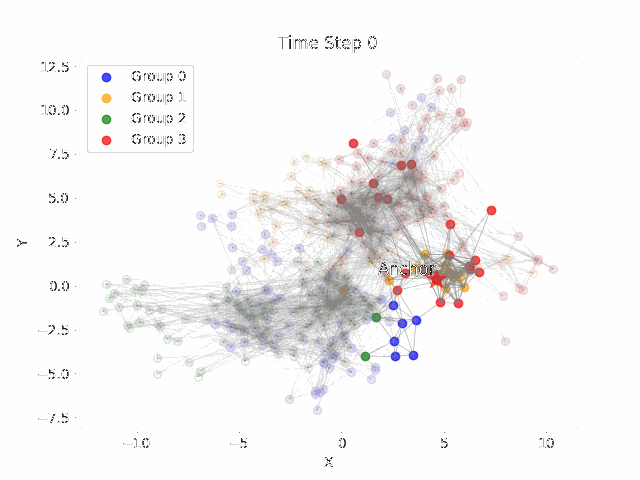 Time Step 0
12.5
10.0
7.5
5.0
2.5
0.0
−2.5
−5.0
−7.5
Y
Group 0
Group 1
Group 2
Group 3
Anchor
−10
−5
0
5
10
X